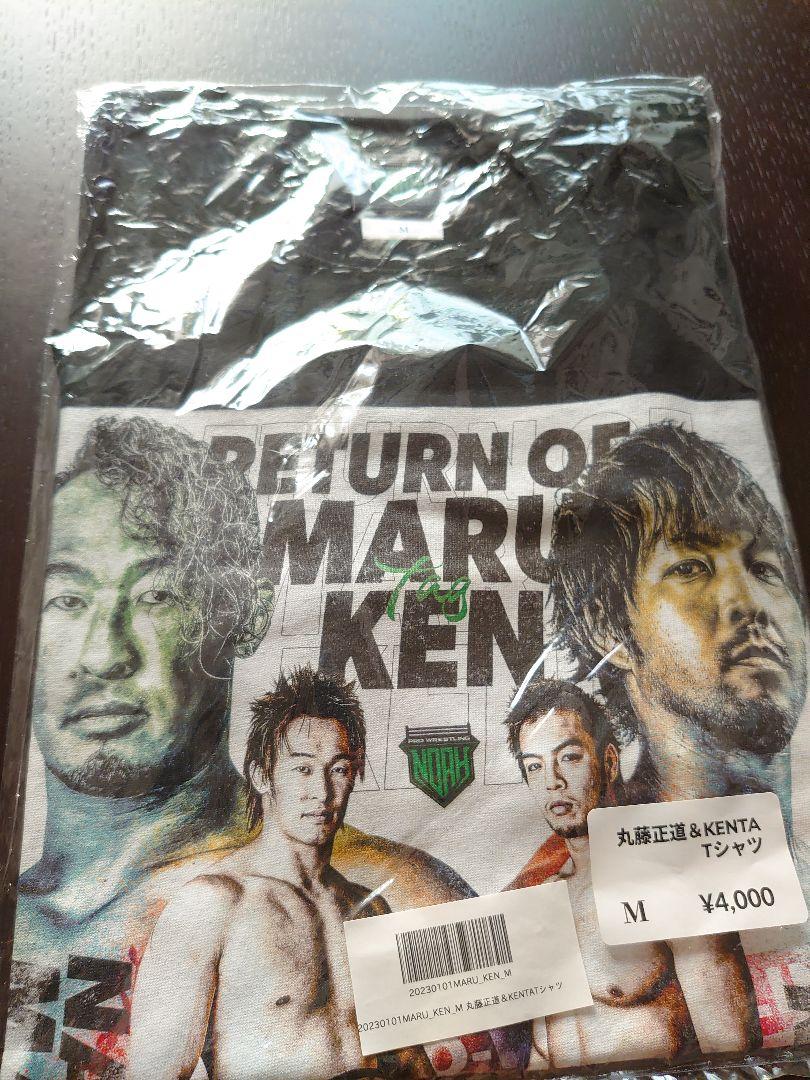 M
RETURN OF
MARU
Tag
KEN
PRO WRESTLING
NOAH
丸藤正道&KENTA
Tシャツ
M ¥4,000
20230101MARU_KEN_M
20230101MARU_KEN_M 丸藤正道&KENTATシャツ